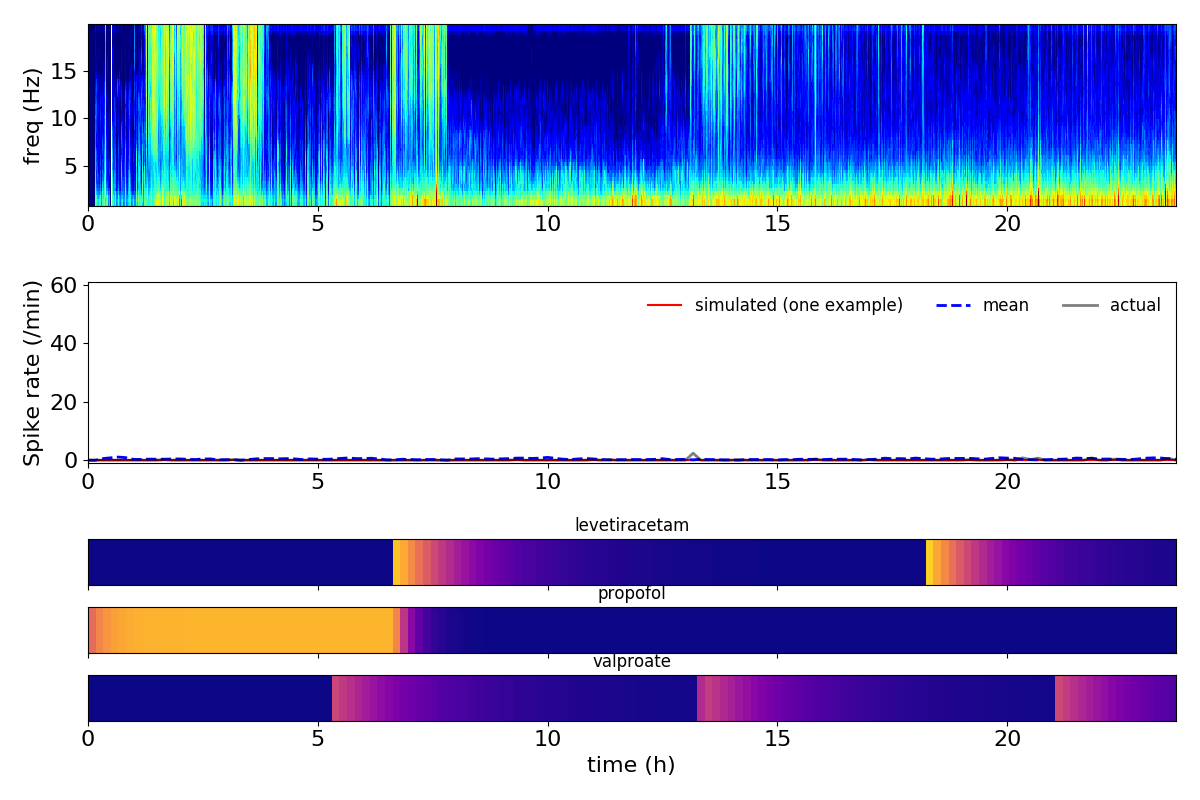 freq (Hz)
15
10
5
0 5 10 15 20
Spike rate (/min)
60
40
20
0
simulated (one example) mean actual
0 5 10 15 20
levetiracetam
propofol
valproate
0 5 10 15 20
time (h)